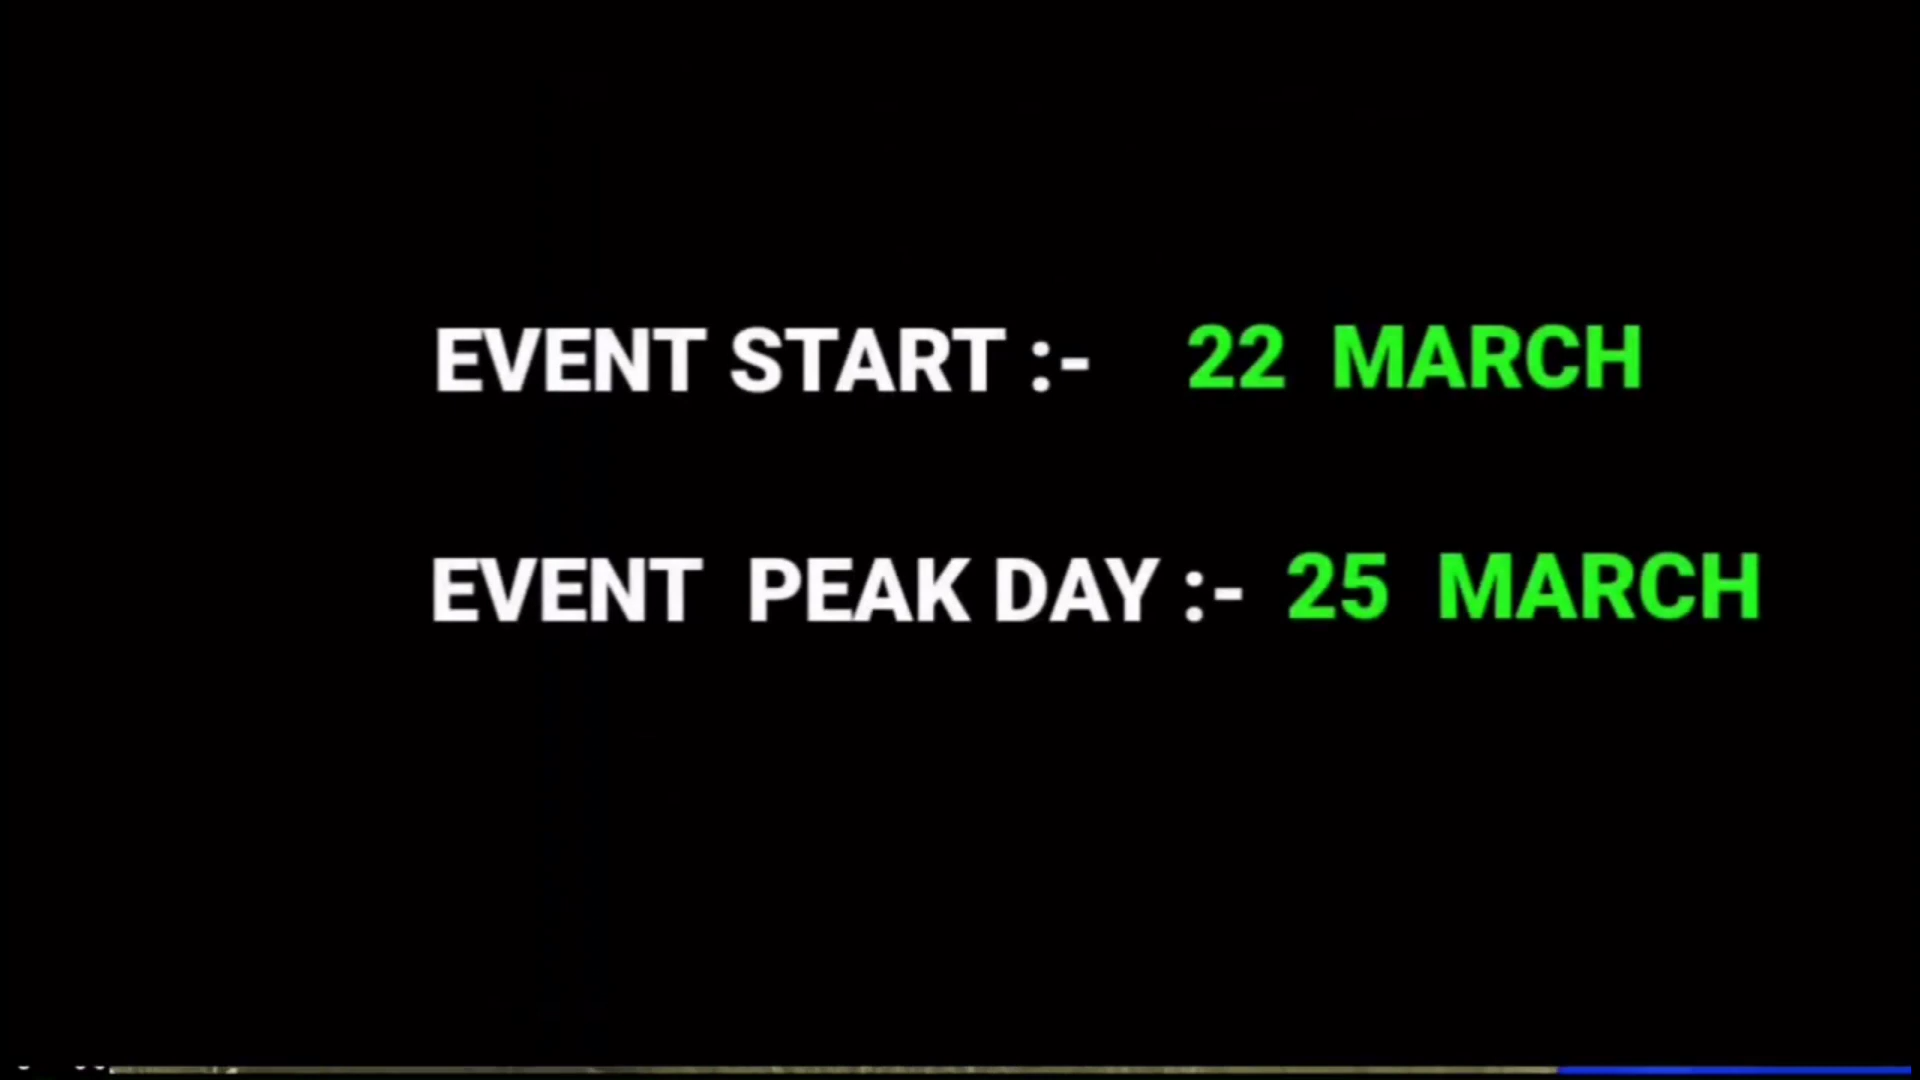 EVENT START :- 22 MARCH
EVENT PEAK DAY :- 25 MARCH